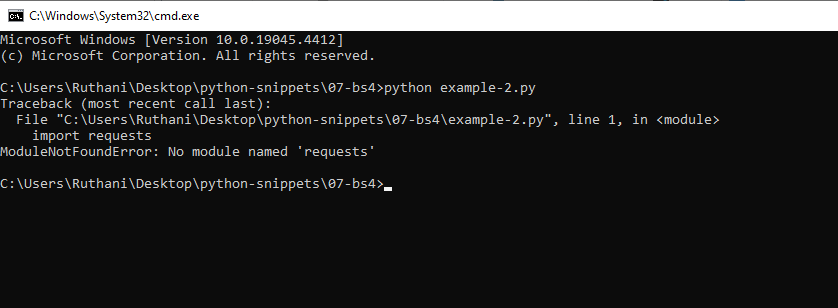 C:\Windows\System32\cmd.exe
Microsoft Windows [Version 10.0.19045.4412]
(c) Microsoft Corporation. All rights reserved.
C:\Users\Ruthani\Desktop\python-snippets\07-bs4>python example-2.py
Traceback (most recent call last):
  File "C:\Users\Ruthani\Desktop\python-snippets\07-bs4\example-2.py", line 1, in <module>
    import requests
ModuleNotFoundError: No module named 'requests'
C:\Users\Ruthani\Desktop\python-snippets\07-bs4>